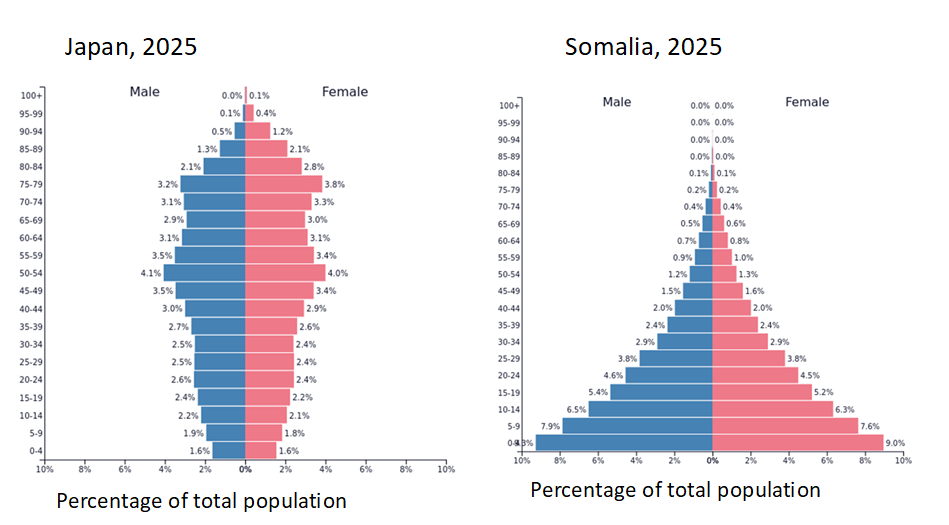 Japan, 2025
Male Female
100+ 0.0% 0.1%
95-99 0.1% 0.4%
90-94 0.5% 1.2%
85-89 1.3% 2.1%
80-84 2.1% 2.8%
75-79 3.2% 3.8%
70-74 3.1% 3.3%
65-69 2.9% 3.0%
60-64 3.1% 3.1%
55-59 3.5% 3.4%
50-54 4.1% 4.0%
45-49 3.5% 3.4%
40-44 3.0% 2.9%
35-39 2.7% 2.6%
30-34 2.5% 2.4%
25-29 2.5% 2.4%
20-24 2.6% 2.4%
15-19 2.4% 2.2%
10-14 2.2% 2.1%
5-9 1.9% 1.8%
0-4 1.6% 1.6%
10% 8% 6% 4% 2% 0% 2% 4% 6% 8% 10%
Percentage of total population
Somalia, 2025
Male Female
100+ 0.0% 0.0%
95-99 0.0% 0.0%
90-94 0.0% 0.0%
85-89 0.0% 0.0%
80-84 0.1% 0.1%
75-79 0.2% 0.2%
70-74 0.4% 0.4%
65-69 0.5% 0.6%
60-64 0.7% 0.8%
55-59 0.9% 1.0%
50-54 1.2% 1.3%
45-49 1.5% 1.6%
40-44 2.0% 2.0%
35-39 2.4% 2.4%
30-34 2.9% 2.9%
25-29 3.8% 3.8%
20-24 4.6% 4.5%
15-19 5.4% 5.2%
10-14 6.5% 6.3%
5-9 7.9% 7.6%
9.0%
10% 8% 6% 4% 2% 0% 2% 4% 6% 8% 10%
Percentage of total population